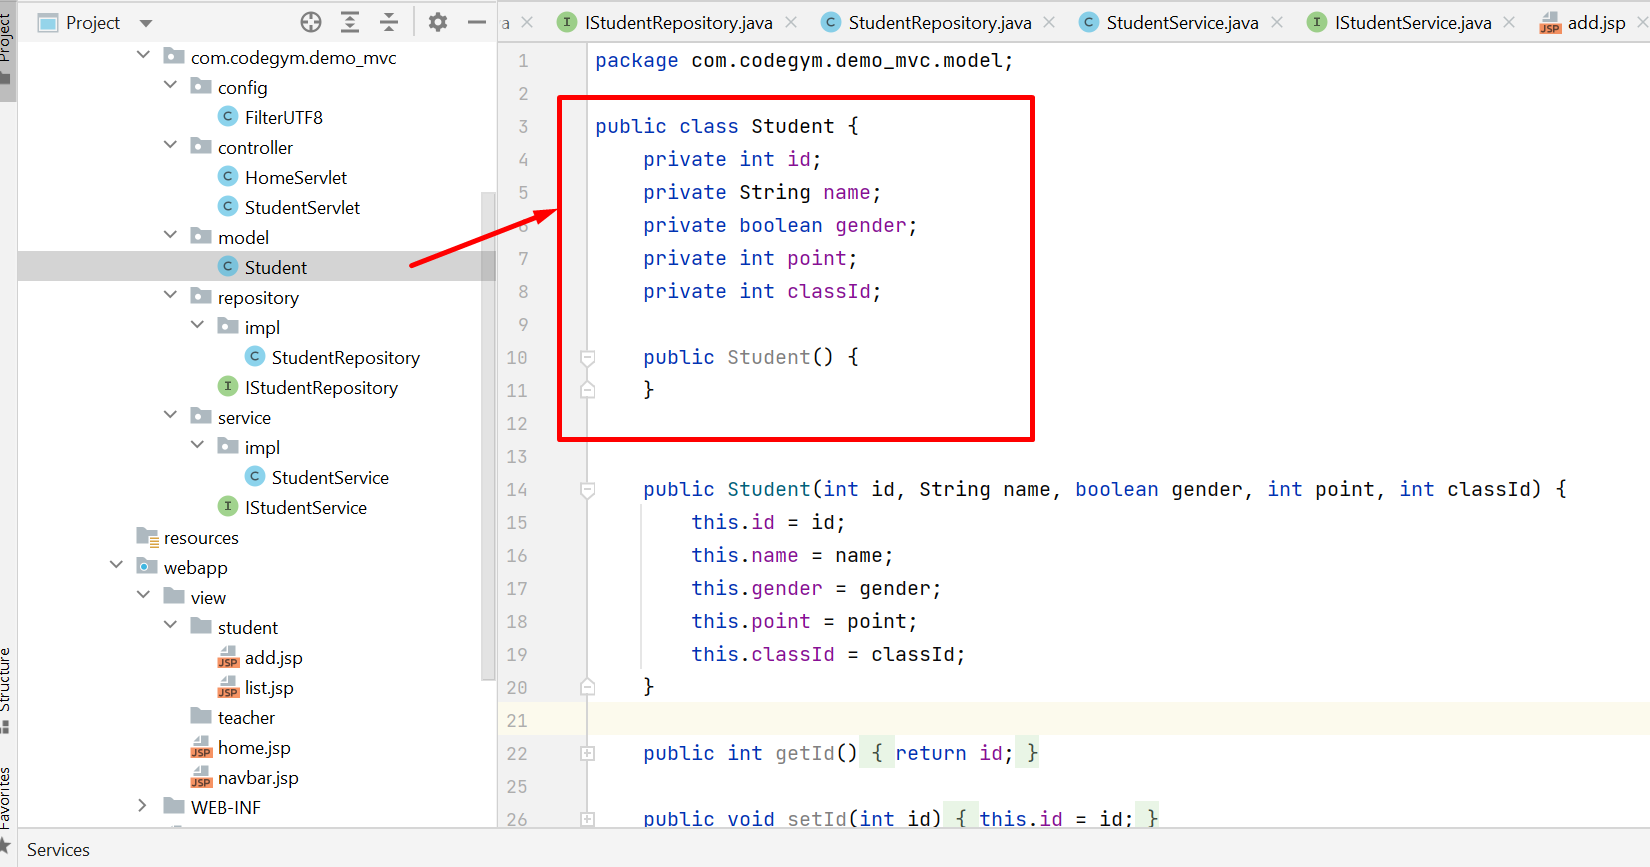 Project
Project
com.codegym.demo_mvc
config
FilterUTF8
controller
HomeServlet
StudentServlet
model
Student
repository
impl
StudentRepository
IStudentRepository
service
impl
StudentService
IStudentService
resources
webapp
view
student
add.jsp
list.jsp
teacher
home.jsp
navbar.jsp
WEB-INF
Structure
Favorites
Services
IStudentRepository.java
StudentRepository.java
StudentService.java
IStudentService.java
add.jsp
1 package com.codegym.demo_mvc.model;
2
3 public class Student {
4 private int id;
5 private String name;
6 private boolean gender;
7 private int point;
8 private int classId;
9
10 public Student() {
11 }
12
13
14 public Student(int id, String name, boolean gender, int point, int classId) {
15 this.id = id;
16 this.name = name;
17 this.gender = gender;
18 this.point = point;
19 this.classId = classId;
20 }
21
22 public int getId() { return id; }
25
26 public void setId(int id) { this.id = id; }